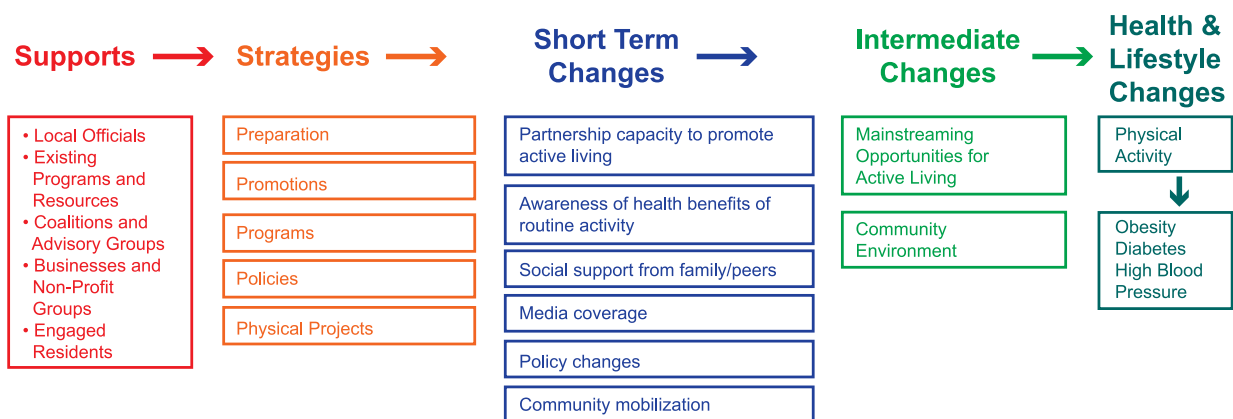 Supports
Strategies
Short Term
Changes
Intermediate
Changes
Health &
Lifestyle
Changes
• Local Officials
• Existing
Programs and
Resources
• Coalitions and
Advisory Groups
• Businesses and
Non-Profit
Groups
• Engaged
Residents
Preparation
Promotions
Programs
Policies
Physical Projects
Partnership capacity to promote
active living
Awareness of health benefits of
routine activity
Social support from family/peers
Media coverage
Policy changes
Community mobilization
Mainstreaming
Opportunities for
Active Living
Community
Environment
Physical
Activity
Obesity
Diabetes
High Blood
Pressure